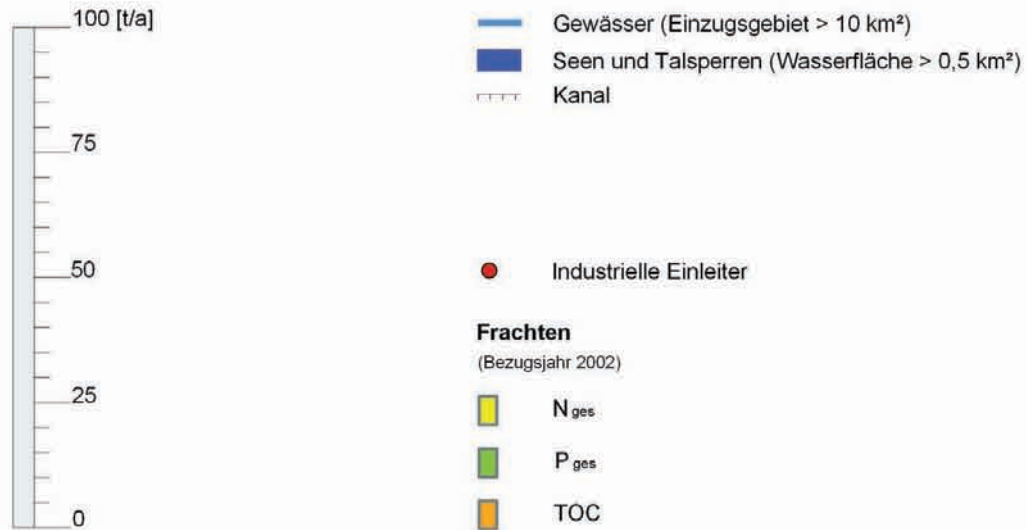 100 [t/a]
75
50
25
0
Gewässer (Einzugsgebiet > 10 km²)
Seen und Talsperren (Wasserfläche > 0,5 km²)
Kanal
Industrielle Einleiter
Frachten
(Bezugsjahr 2002)
N ges
P ges
TOC